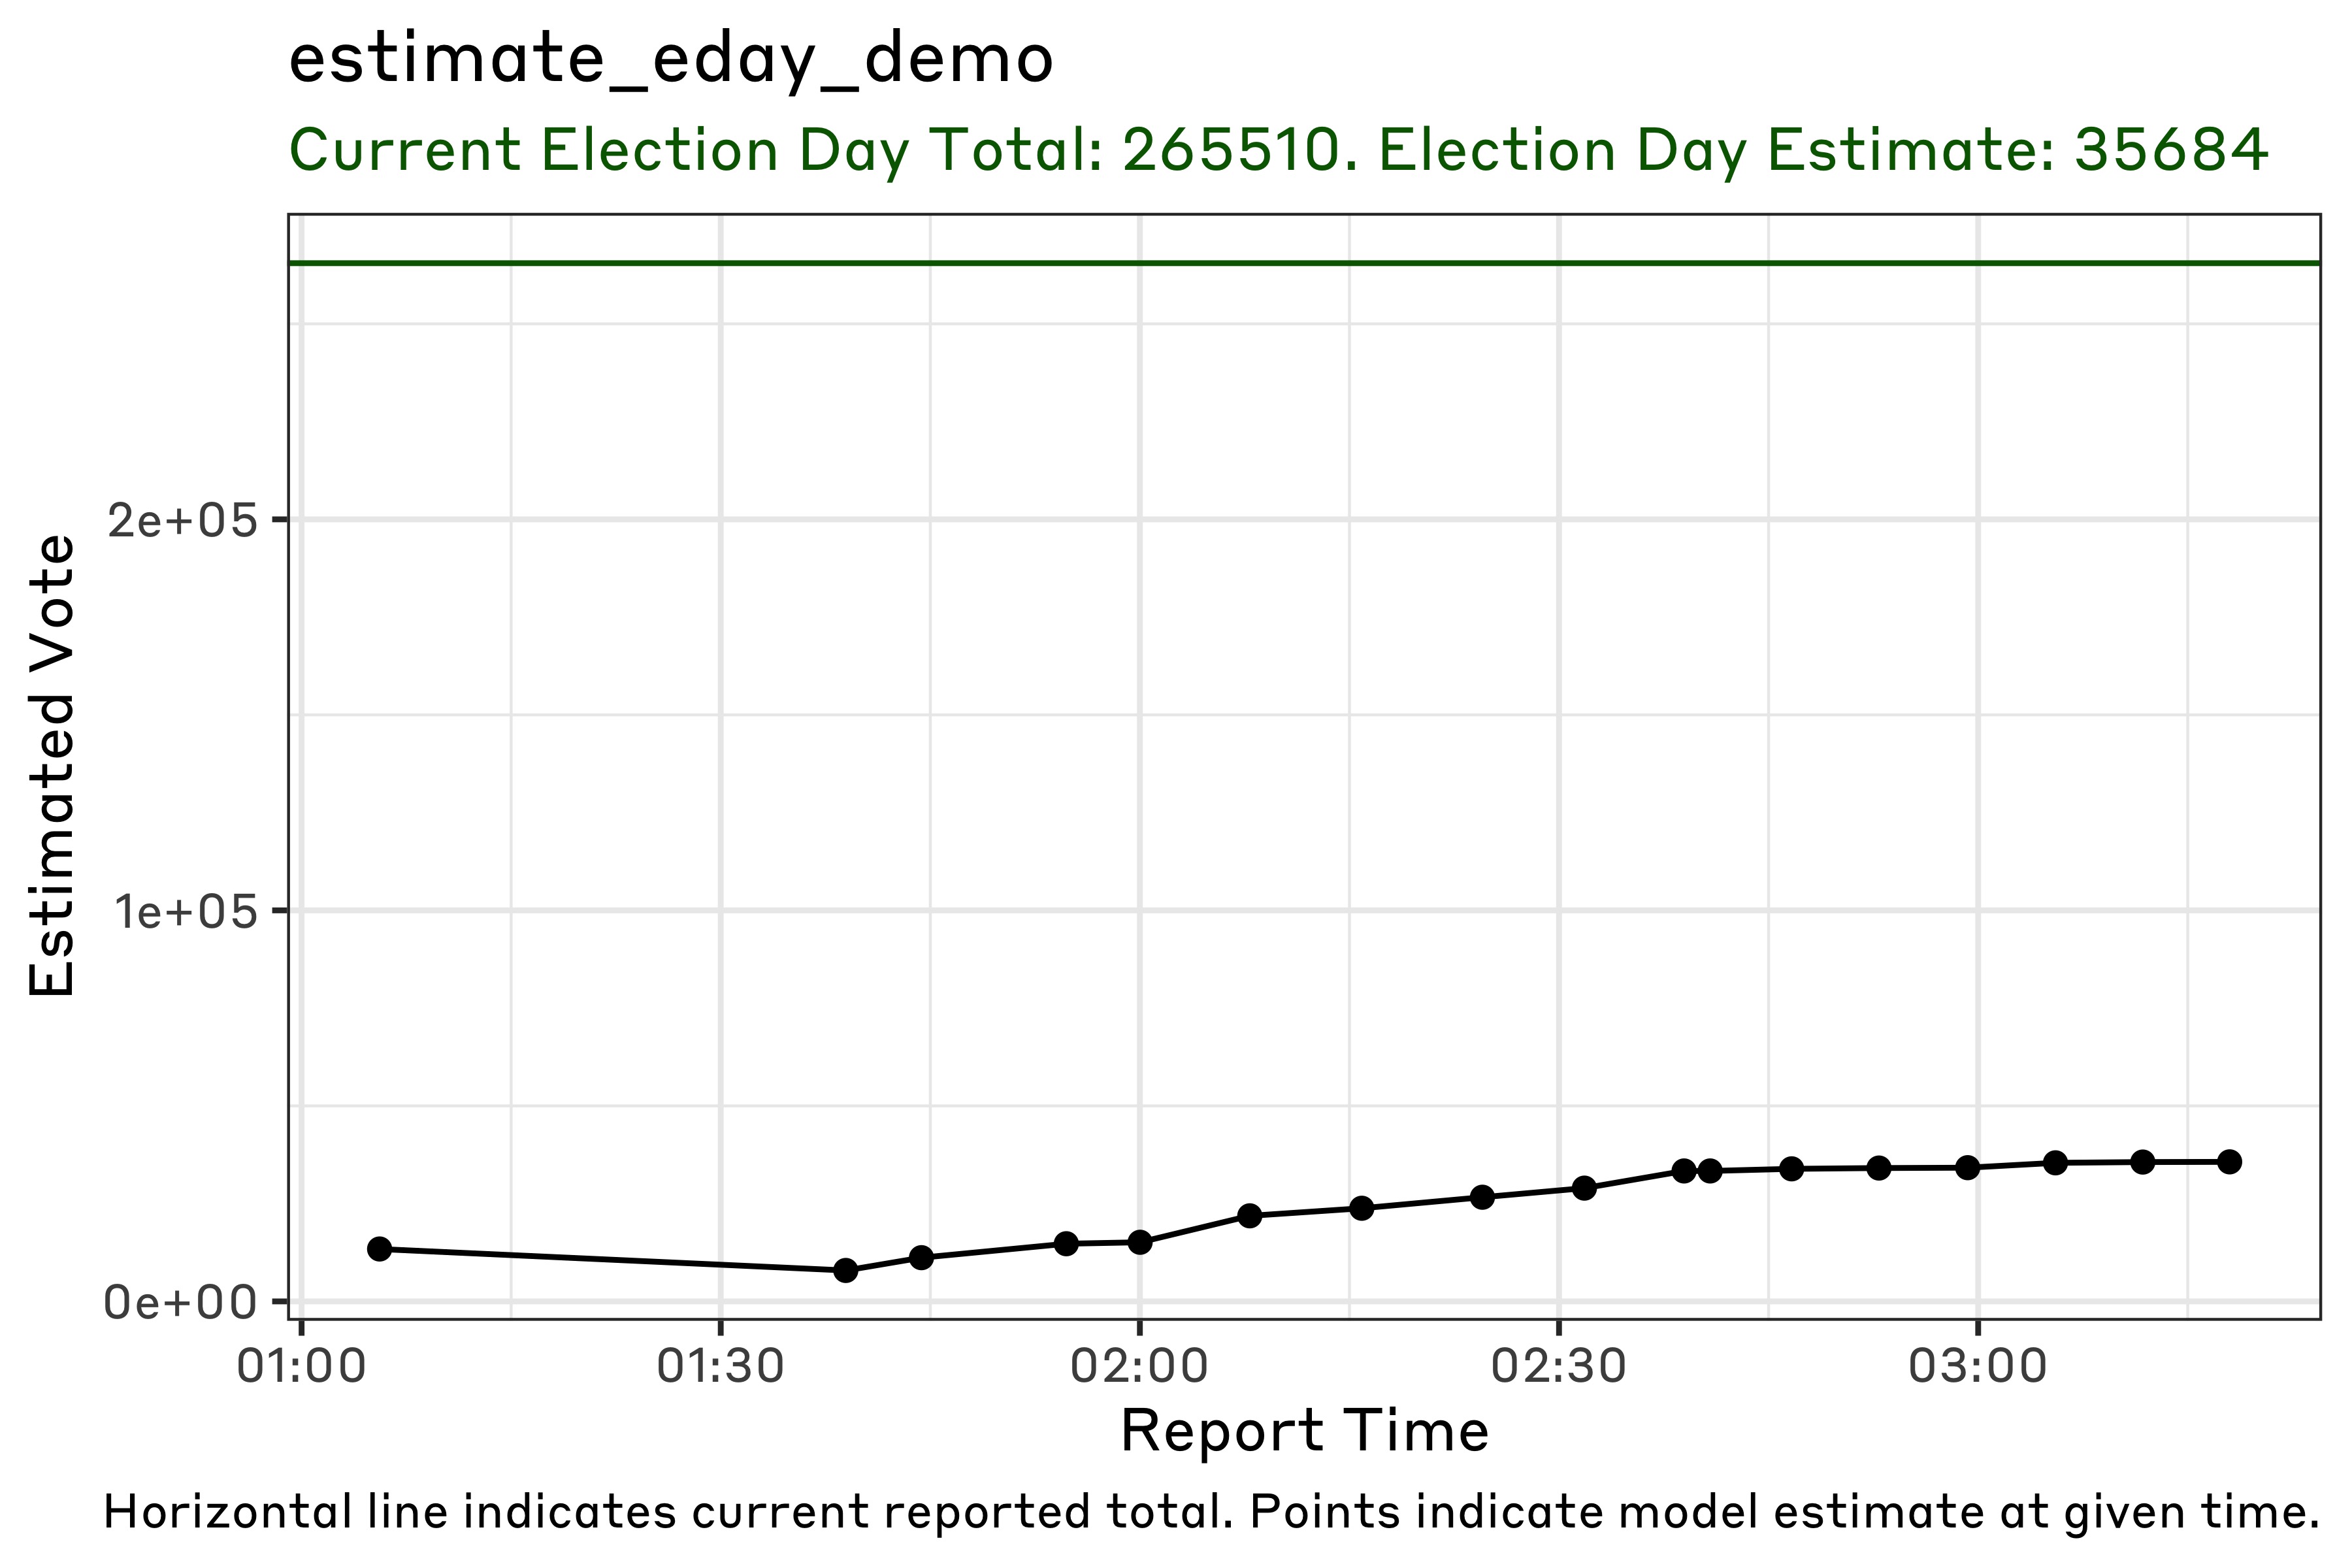 estimate_eday_demo
Current Election Day Total: 265510. Election Day Estimate: 35684
Estimated Vote
2e+05
1e+05
0e+00
01:00 01:30 02:00 02:30 03:00
Report Time
Horizontal line indicates current reported total. Points indicate model estimate at given time.